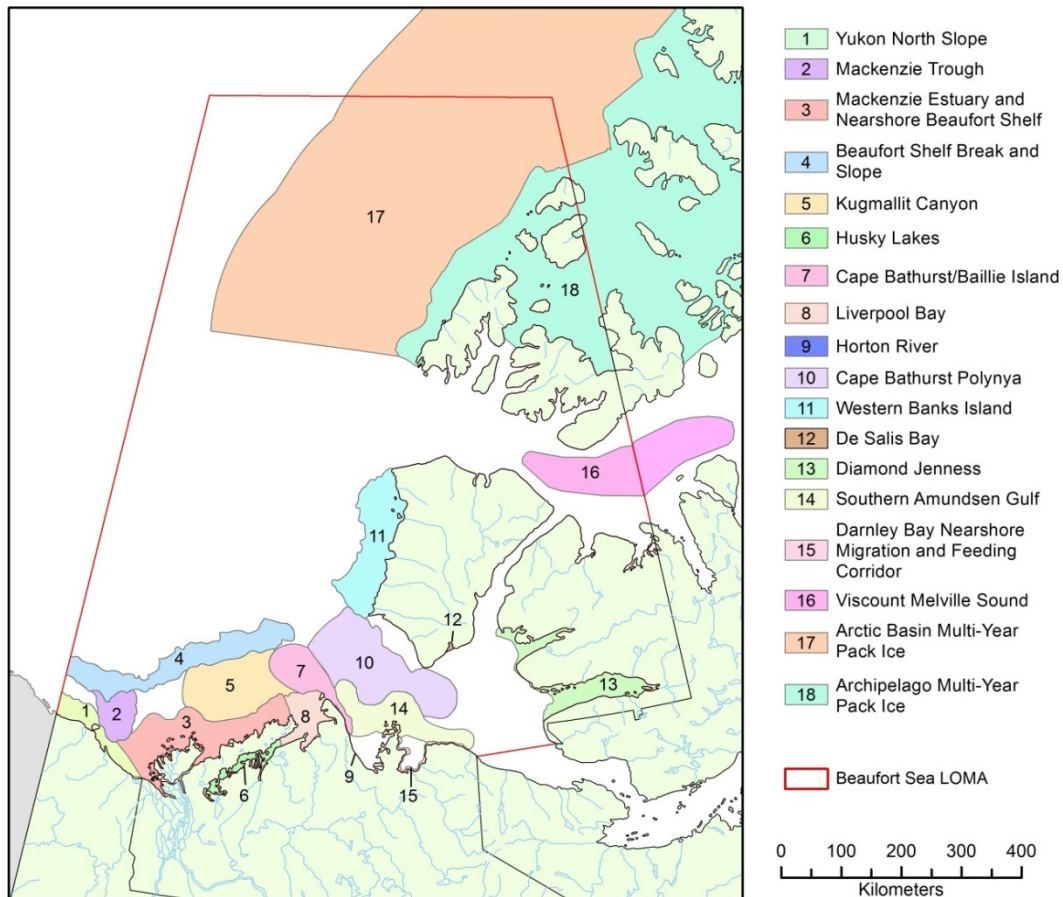 17
18
16
11
12
10
4
7
5
13
1
2
3
8
14
9
6
15
1 Yukon North Slope
2 Mackenzie Trough
3 Mackenzie Estuary and
Nearshore Beaufort Shelf
4 Beaufort Shelf Break and
Slope
5 Kugmallit Canyon
6 Husky Lakes
7 Cape Bathurst/Baillie Island
8 Liverpool Bay
9 Horton River
10 Cape Bathurst Polynya
11 Western Banks Island
12 De Salis Bay
13 Diamond Jenness
14 Southern Amundsen Gulf
15 Darnley Bay Nearshore
Migration and Feeding
Corridor
16 Viscount Melville Sound
17 Arctic Basin Multi-Year
Pack Ice
18 Archipelago Multi-Year
Pack Ice
Beaufort Sea LOMA
0 100 200 300 400
Kilometers